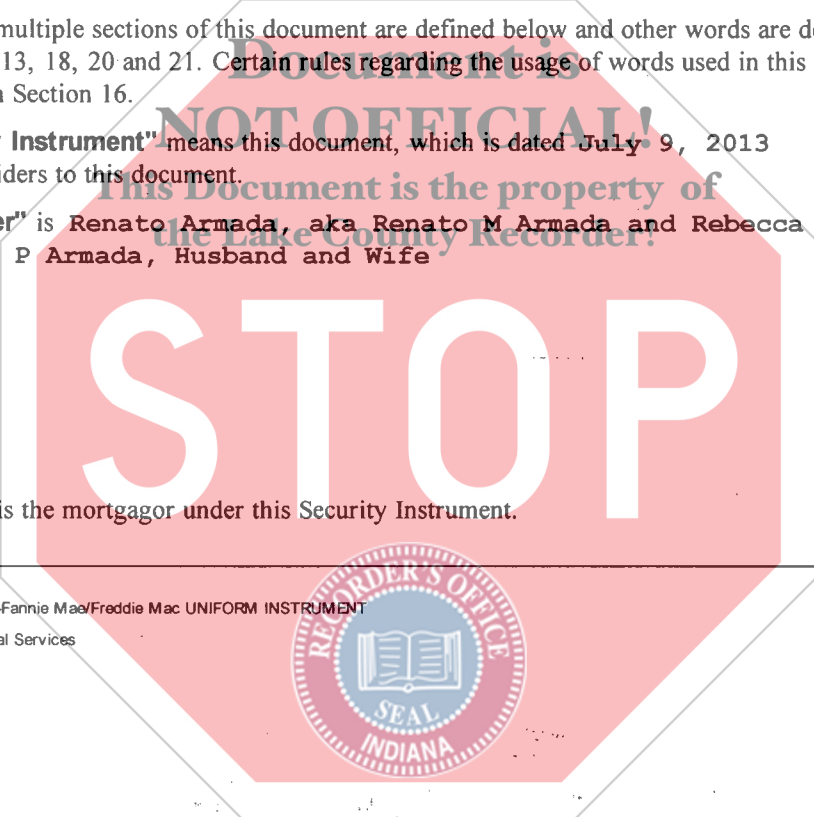 multiple sections of this document are defined below and other words are d
13, 18, 20 and 21. Certain rules regarding the usage of words used in this
Section 16.
Document is
NOT OFFICIAL!
This Document is the property of
the Lake County Recorder!
Instrument" means this document, which is dated July 9, 2013
iders to this document.
er" is Renato Armada, aka Renato M Armada and Rebecca
P Armada, Husband and Wife
STOP
is the mortgagor under this Security Instrument.
-Fannie Mae/Freddie Mac UNIFORM INSTRUMENT
al Services
RECORDER'S OFFICE
SEAL
INDIANA